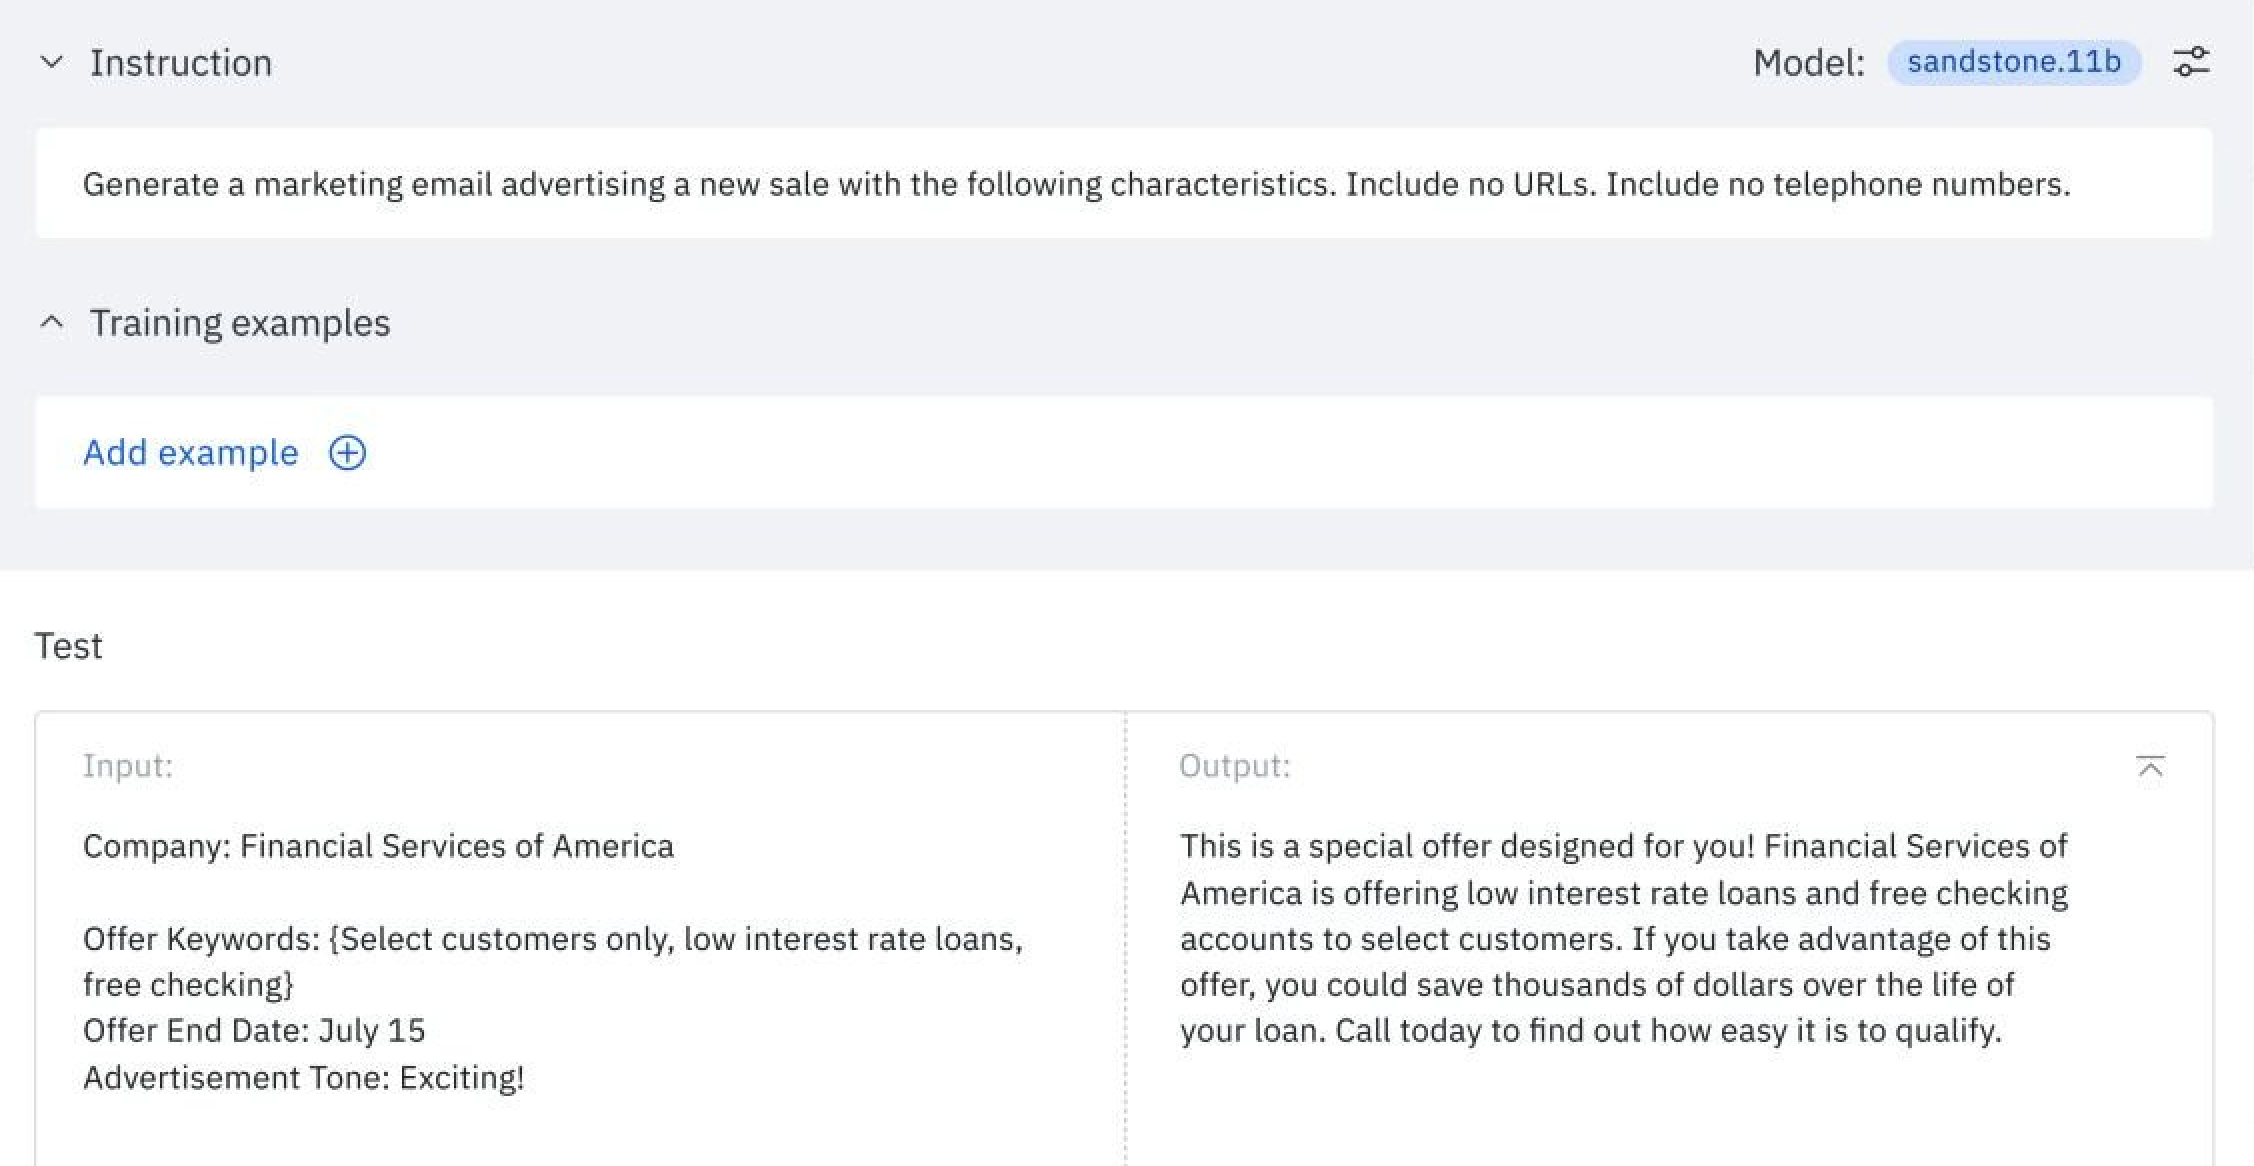 Instruction
Model: sandstone.11b
Generate a marketing email advertising a new sale with the following characteristics. Include no URLs. Include no telephone numbers.
Training examples
Add example
Test
Input:
Company: Financial Services of America
Offer Keywords: {Select customers only, low interest rate loans,
free checking}
Offer End Date: July 15
Advertisement Tone: Exciting!
Output:
This is a special offer designed for you! Financial Services of
America is offering low interest rate loans and free checking
accounts to select customers. If you take advantage of this
offer, you could save thousands of dollars over the life of
your loan. Call today to find out how easy it is to qualify.